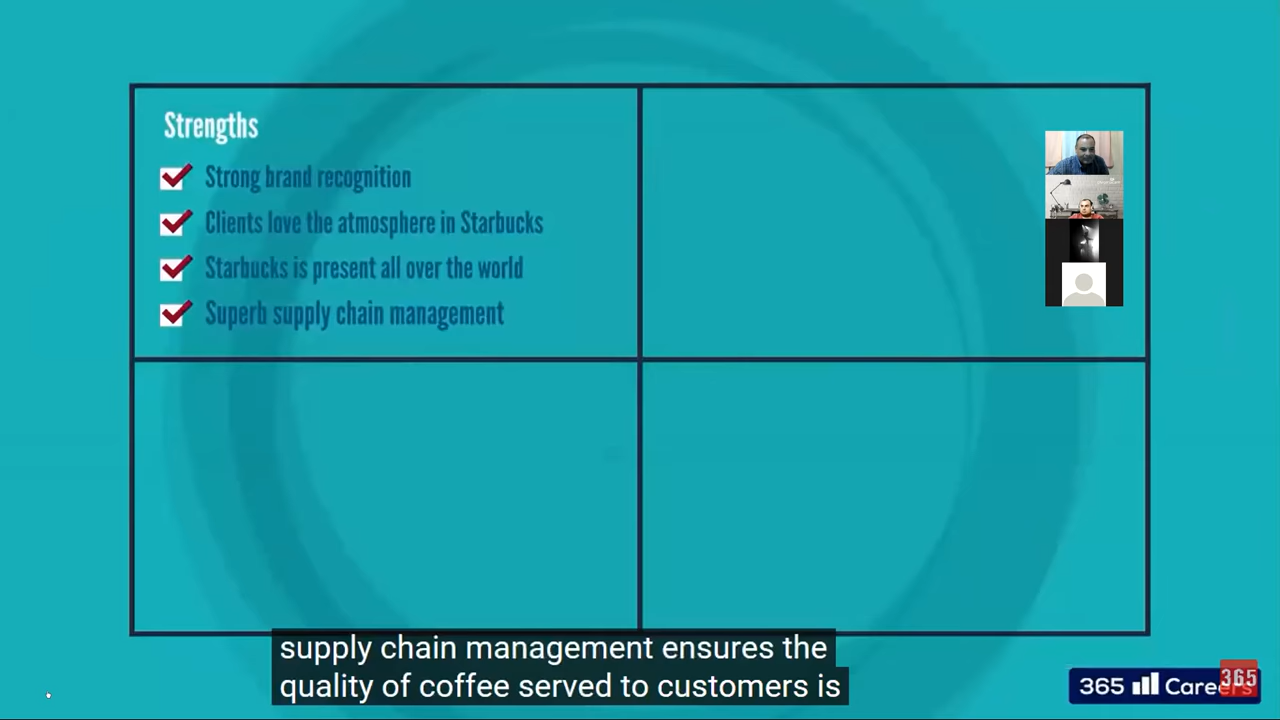 Strengths
Strong brand recognition
Clients love the atmosphere in Starbucks
Starbucks is present all over the world
Superb supply chain management
supply chain management ensures the
quality of coffee served to customers is
365 Careers
365